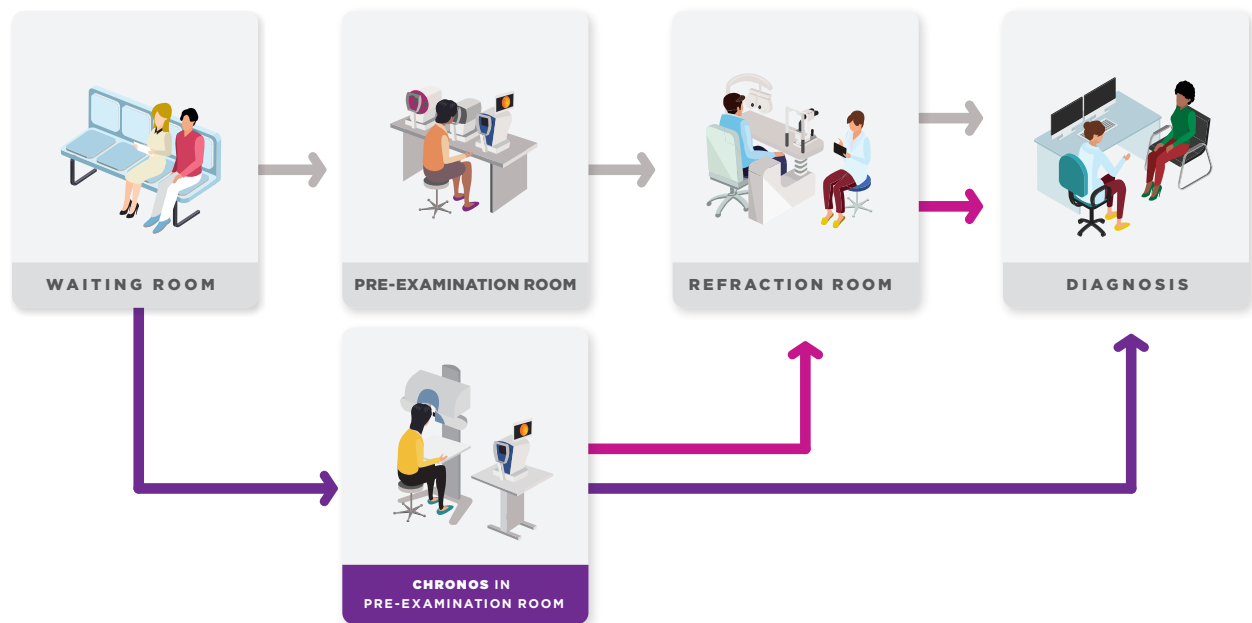 WAITING ROOM
PRE-EXAMINATION ROOM
REFRACTION ROOM
DIAGNOSIS
CHRONOS IN
PRE-EXAMINATION ROOM